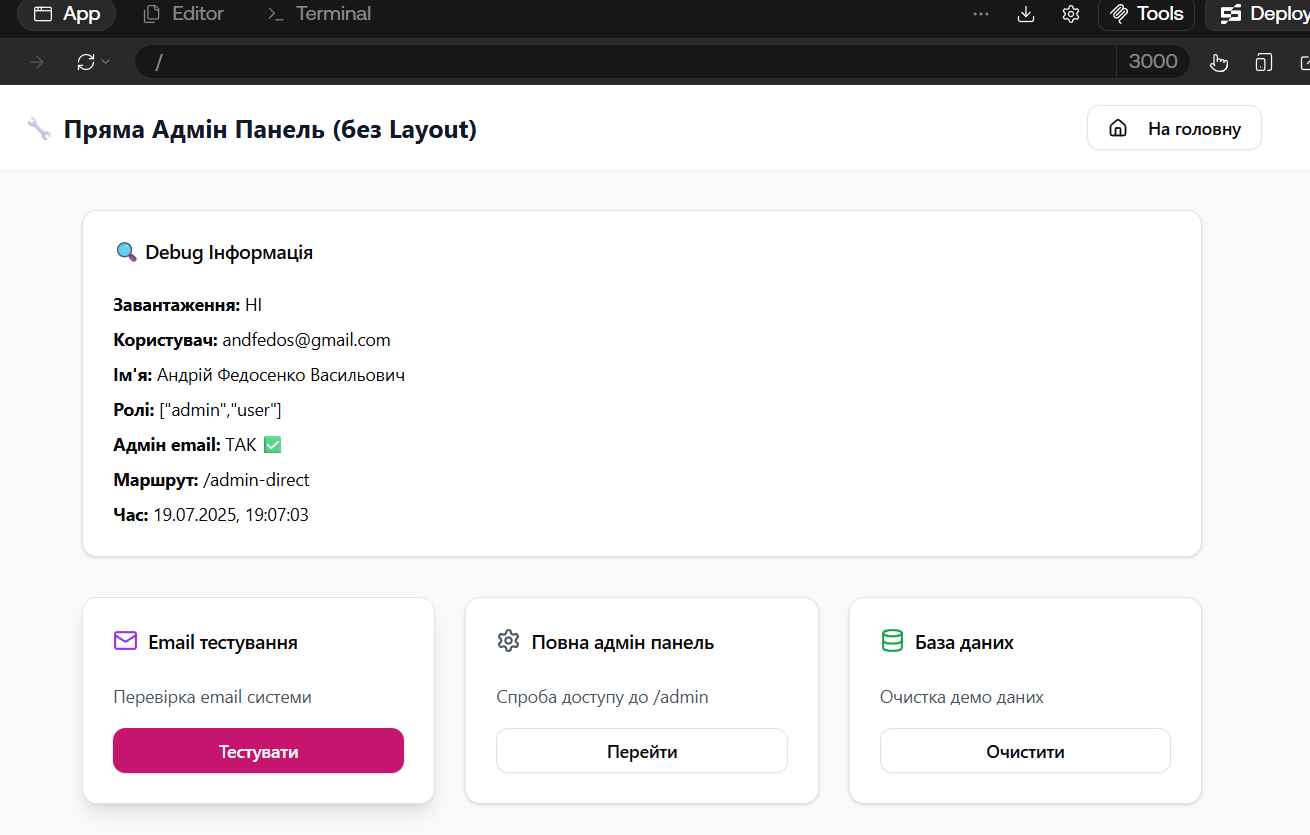 App Editor Terminal Tools Deploy
/ 3000
Пряма Адмін Панель (без Layout) На головну
Debug Інформація
Завантаження: НІ
Користувач: andfedos@gmail.com
Ім'я: Андрій Федосенко Васильович
Ролі: ["admin","user"]
Адмін email: ТАК ✅
Маршрут: /admin-direct
Час: 19.07.2025, 19:07:03
Email тестування
Перевірка email системи
Тестувати
Повна адмін панель
Спроба доступу до /admin
Перейти
База даних
Очистка демо даних
Очистити